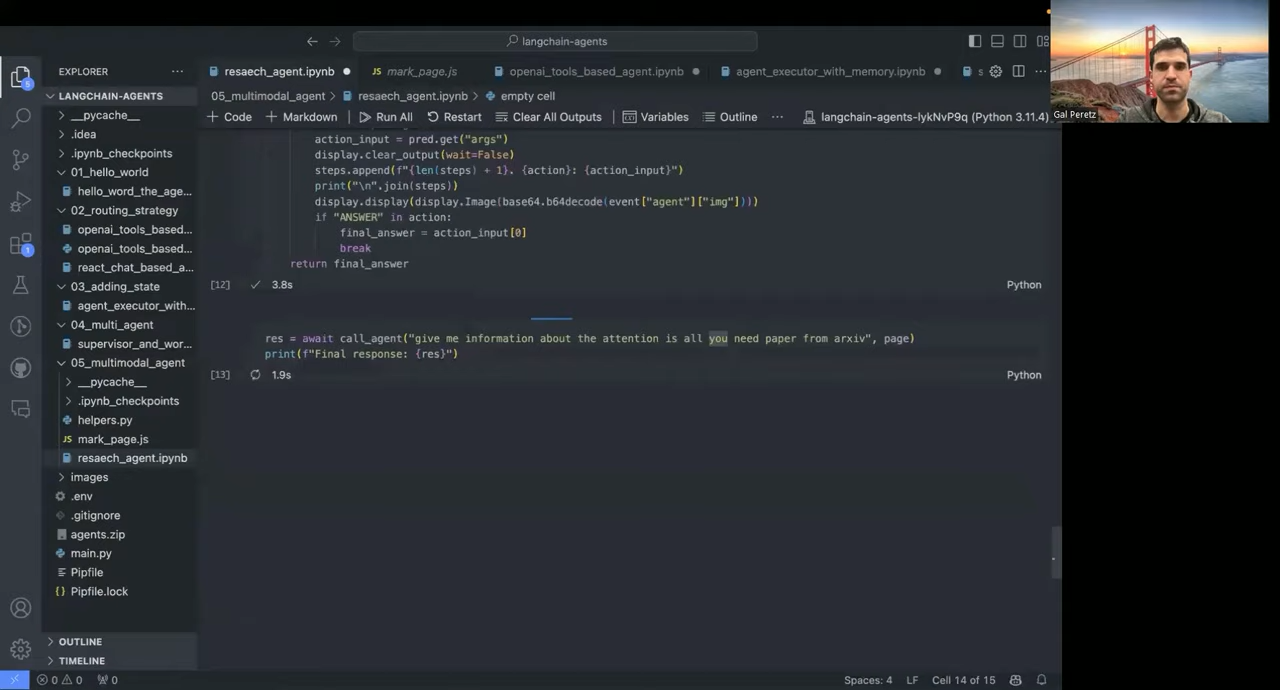 langchain-agents
EXPLORER
resaech_agent.ipynb
mark_page.js
openai_tools_based_agent.ipynb
agent_executor_with_memory.ipynb
s
Gal Peretz
LANGCHAIN-AGENTS
05_multimodal_agent > resaech_agent.ipynb > empty cell
+ Code
+ Markdown
Run All
Restart
Clear All Outputs
Variables
Outline
langchain-agents-lykNvP9q (Python 3.11.4)
__pycache__
.idea
.ipynb_checkpoints
01_hello_world
hello_word_the_age...
02_routing_strategy
openai_tools_based...
openai_tools_based...
react_chat_based_a...
03_adding_state
agent_executor_with...
04_multi_agent
supervisor_and_wor...
05_multimodal_agent
__pycache__
.ipynb_checkpoints
helpers.py
mark_page.js
resaech_agent.ipynb
images
.env
.gitignore
agents.zip
main.py
Pipfile
Pipfile.lock
OUTLINE
TIMELINE
action_input = pred.get("args")
display.clear_output(wait=False)
steps.append(f"{len(steps) + 1}. {action}: {action_input}")
print("\n".join(steps))
display.display(display.Image(base64.b64decode(event["agent"]["img"])))
if "ANSWER" in action:
final_answer = action_input[0]
break
return final_answer
[12] 3.8s Python
res = await call_agent("give me information about the attention is all you need paper from arxiv", page)
print(f"Final response: {res}")
[13] 1.9s Python
0 0 0
Spaces: 4 LF Cell 14 of 15